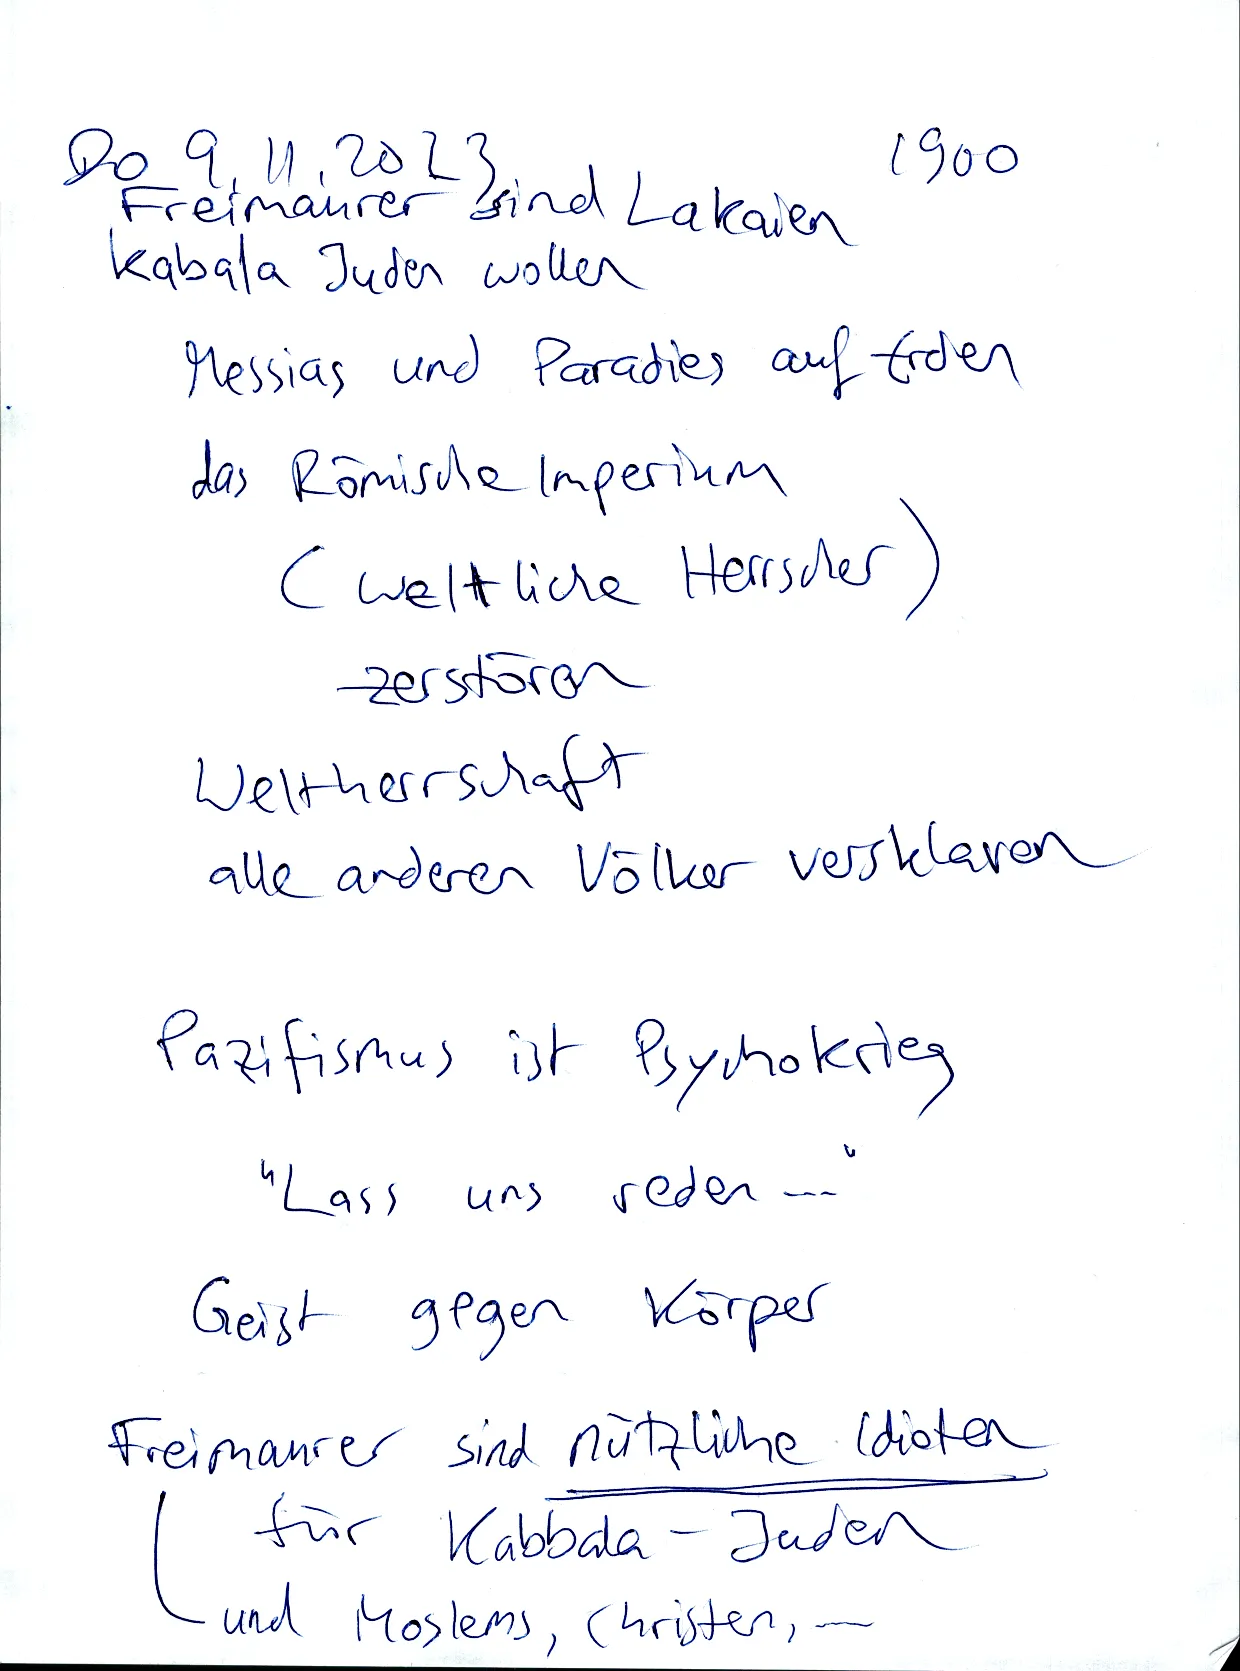 Do 9.11.2023 1900
Freimaurer sind Lakaien
Kabala Juden wollen
Messias und Paradies auf Erden
das Römische Imperium
(weltliche Herrscher)
zerstören
Weltherrschaft
alle anderen Völker versklaven
Pazifismus ist Psychokrieg
"Lass uns reden ---"
Geist gegen Körper
Freimaurer sind nützliche Idioten
für Kabbala-Juden
und Moslems, Christen, ---